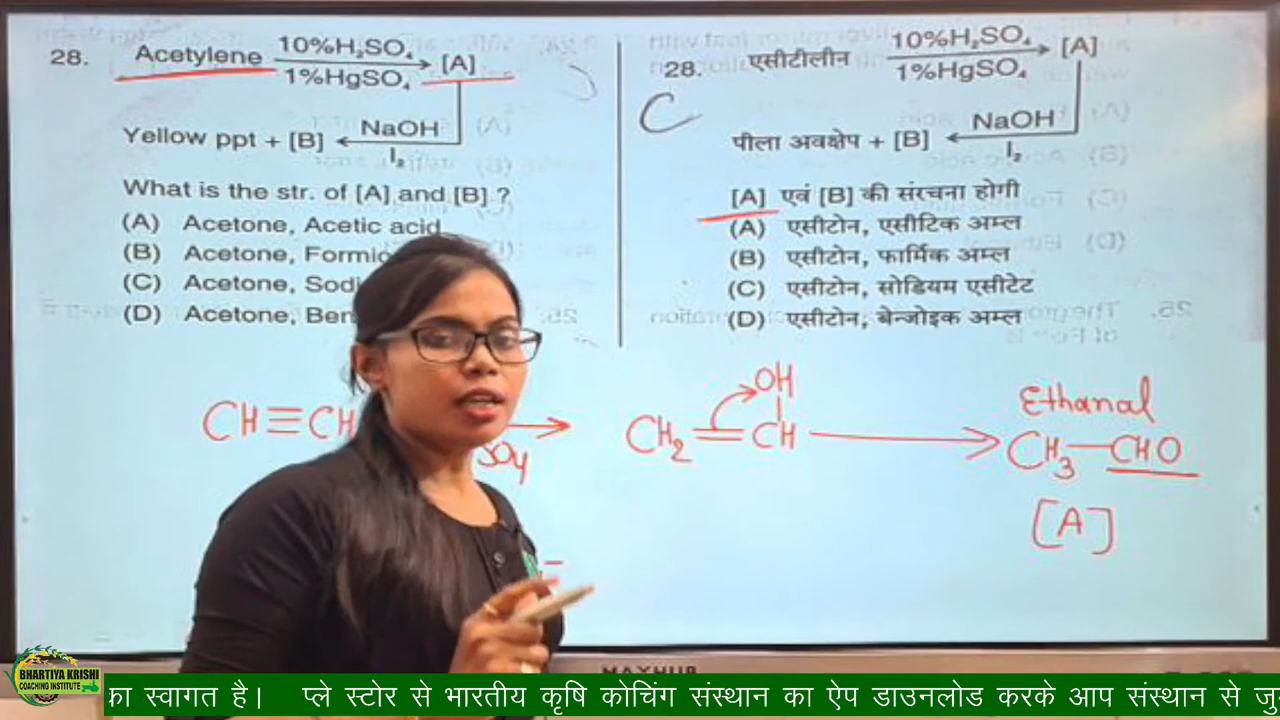 28. Acetylene 10%H₂SO₄ [A]
1%HgSO₄
NaOH
Yellow ppt + [B]
I₂
What is the str. of [A] and [B] ?
(A) Acetone, Acetic acid
(B) Acetone,
(C) Acetone,
(D) Acetone,
28. एसीटीलीन 10%H₂SO₄ [A]
1%HgSO₄
C
NaOH
पीला अवक्षेप + [B]
I₂
[A] एवं [B] की संरचना होगी
(A) एसीटोन, एसीटिक अम्ल
(B) एसीटोन, फार्मिक अम्ल
(C) एसीटोन, सोडियम एसीटेट
(D) एसीटोन, बेन्जोइक अम्ल
CH≡CH
SO₄
OH
CH₂=CH
Ethanal
CH₃—CHO
[A]
MAXHUB
BHARTIYA KRISHI
COACHING INSTITUTE
का स्वागत है। प्ले स्टोर से भारतीय कृषि कोचिंग संस्थान का ऐप डाउनलोड करके आप संस्थान से